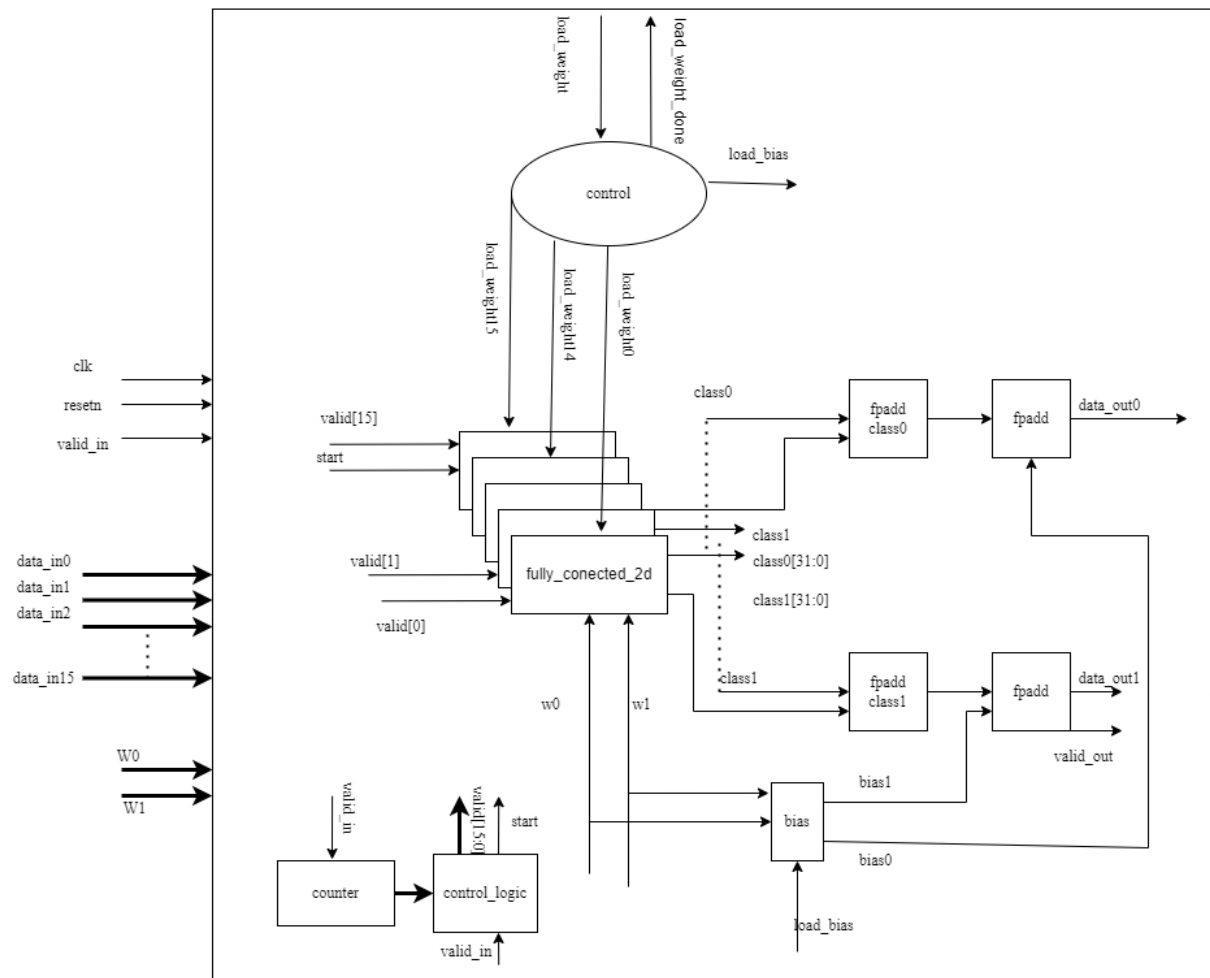 load_weight
load_weight_done
load_bias
control
load_weight15
load_weight14
load_weight0
clk
resetn
valid_in
valid[15]
start
class0
fpadd
class0
fpadd
data_out0
data_in0
data_in1
data_in2
data_in15
valid[1]
valid[0]
fully_conected_2d
class1
class0[31:0]
class1[31:0]
class1
fpadd
class1
fpadd
data_out1
valid_out
w0
w1
W0
W1
valid_in
valid[15:0]
start
counter
control_logic
valid_in
bias
bias1
bias0
load_bias